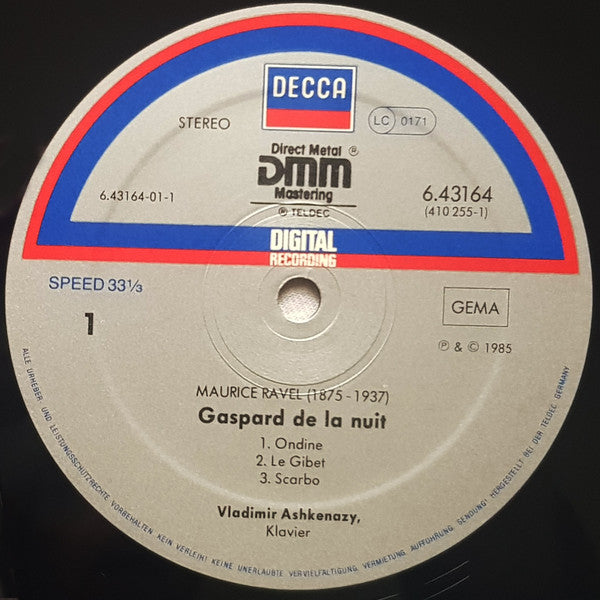 DECCA
STEREO
LC 0171
Direct Metal ®
DMM
Mastering
® TELDEC
6.43164-01-1
6.43164
(410 255-1)
DIGITAL
RECORDING
SPEED 33 1/3
GEMA
1
℗ & © 1985
MAURICE RAVEL (1875 - 1937)
Gaspard de la nuit
1. Ondine
2. Le Gibet
3. Scarbo
Vladimir Ashkenazy,
Klavier
ALLE URHEBER- UND LEISTUNGSSCHUTZRECHTE VORBEHALTEN KEIN VERLEIH! KEINE UNERLAUBTE VERVIELFÄLTIGUNG, VERMIETUNG, AUFFÜHRUNG, SENDUNG! HERGESTELLT BEI DER TELDEC GERMANY